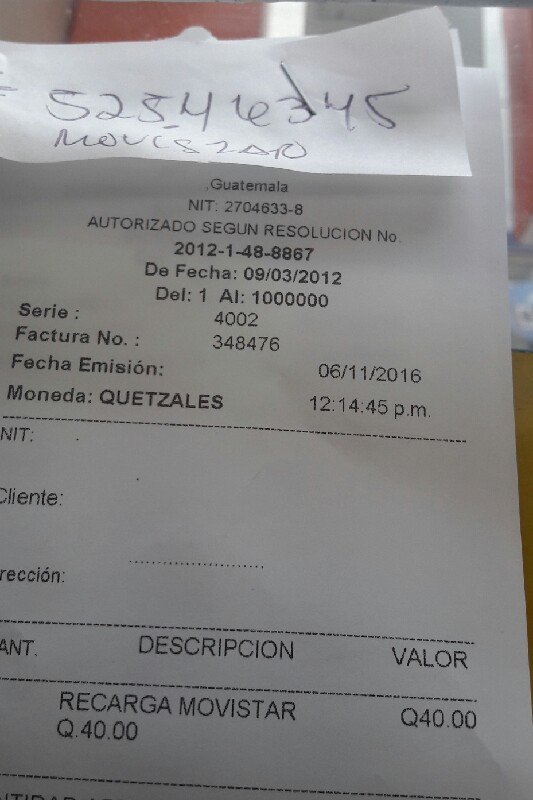 52546345
MOVISTAR
,Guatemala
NIT: 2704633-8
AUTORIZADO SEGUN RESOLUCION No.
2012-1-48-8867
De Fecha: 09/03/2012
Del: 1 Al: 1000000
Serie : 4002
Factura No. : 348476
Fecha Emisión: 06/11/2016
Moneda: QUETZALES 12:14:45 p.m.
NIT:
Cliente:
rección:
ANT. DESCRIPCION VALOR
RECARGA MOVISTAR Q40.00
Q.40.00